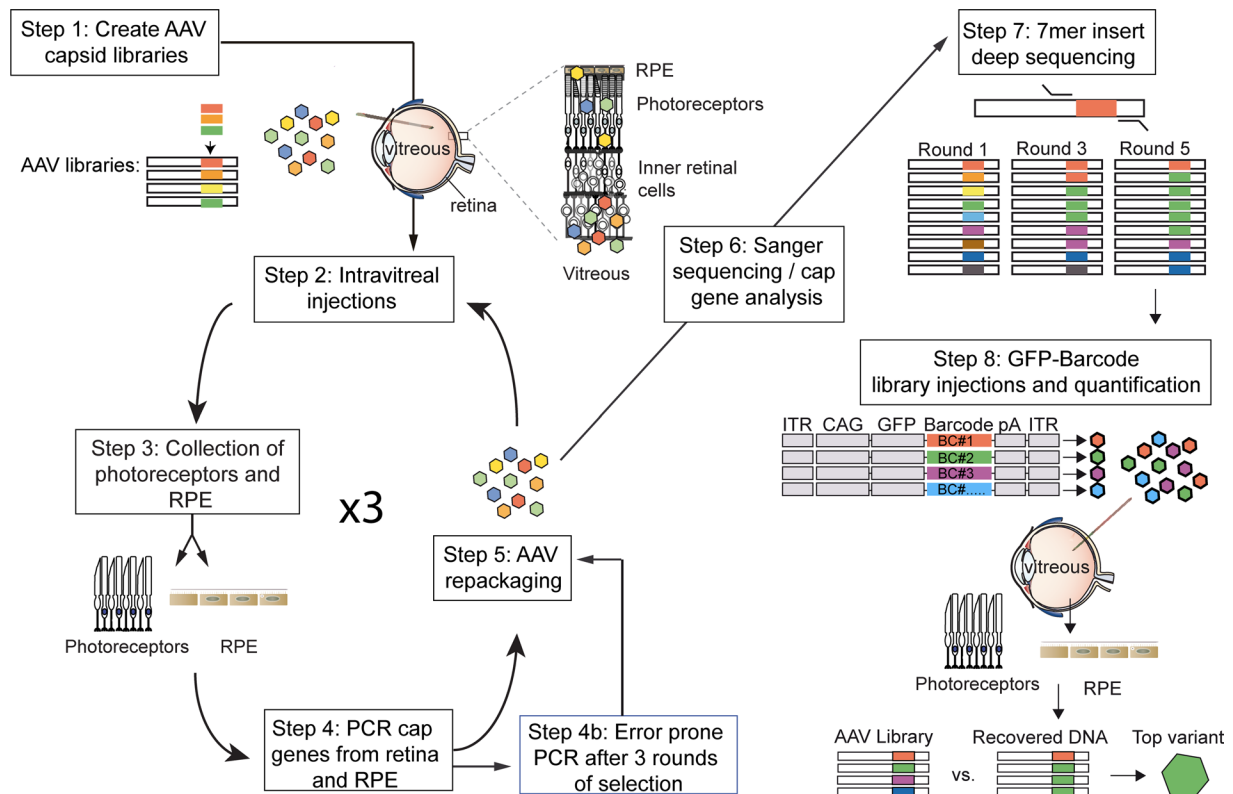 Step 1: Create AAV
capsid libraries
AAV libraries:
vitreous
retina
RPE
Photoreceptors
Inner retinal
cells
Vitreous
Step 2: Intravitreal
injections
Step 3: Collection of
photoreceptors and
RPE
Photoreceptors
RPE
x3
Step 4: PCR cap
genes from retina
and RPE
Step 4b: Error prone
PCR after 3 rounds
of selection
Step 5: AAV
repackaging
Step 6: Sanger
sequencing / cap
gene analysis
Step 7: 7mer insert
deep sequencing
Round 1
Round 3
Round 5
Step 8: GFP-Barcode
library injections and quantification
ITR CAG GFP Barcode pA ITR
BC#1
BC#2
BC#3
BC#.....
vitreous
Photoreceptors
RPE
AAV Library
vs.
Recovered DNA
Top variant